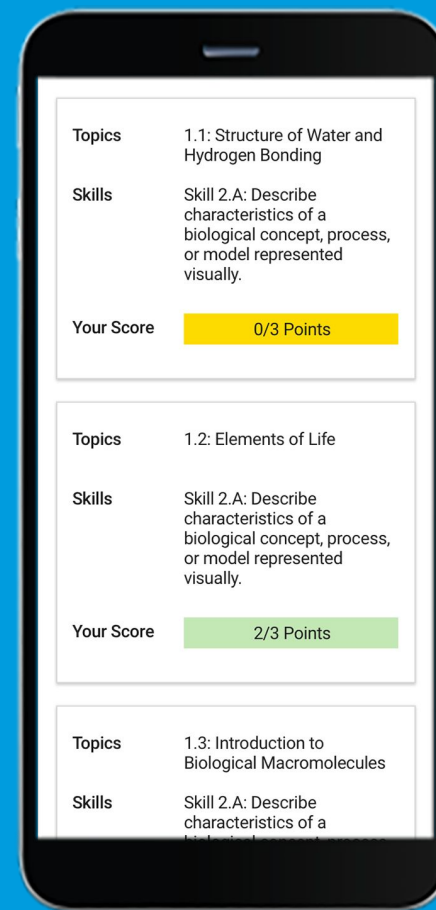 Topics
1.1: Structure of Water and
Hydrogen Bonding
Skills
Skill 2.A: Describe
characteristics of a
biological concept, process,
or model represented
visually.
Your Score
0/3 Points
Topics
1.2: Elements of Life
Skills
Skill 2.A: Describe
characteristics of a
biological concept, process,
or model represented
visually.
Your Score
2/3 Points
Topics
1.3: Introduction to
Biological Macromolecules
Skills
Skill 2.A: Describe
characteristics of a
biological concept, process,